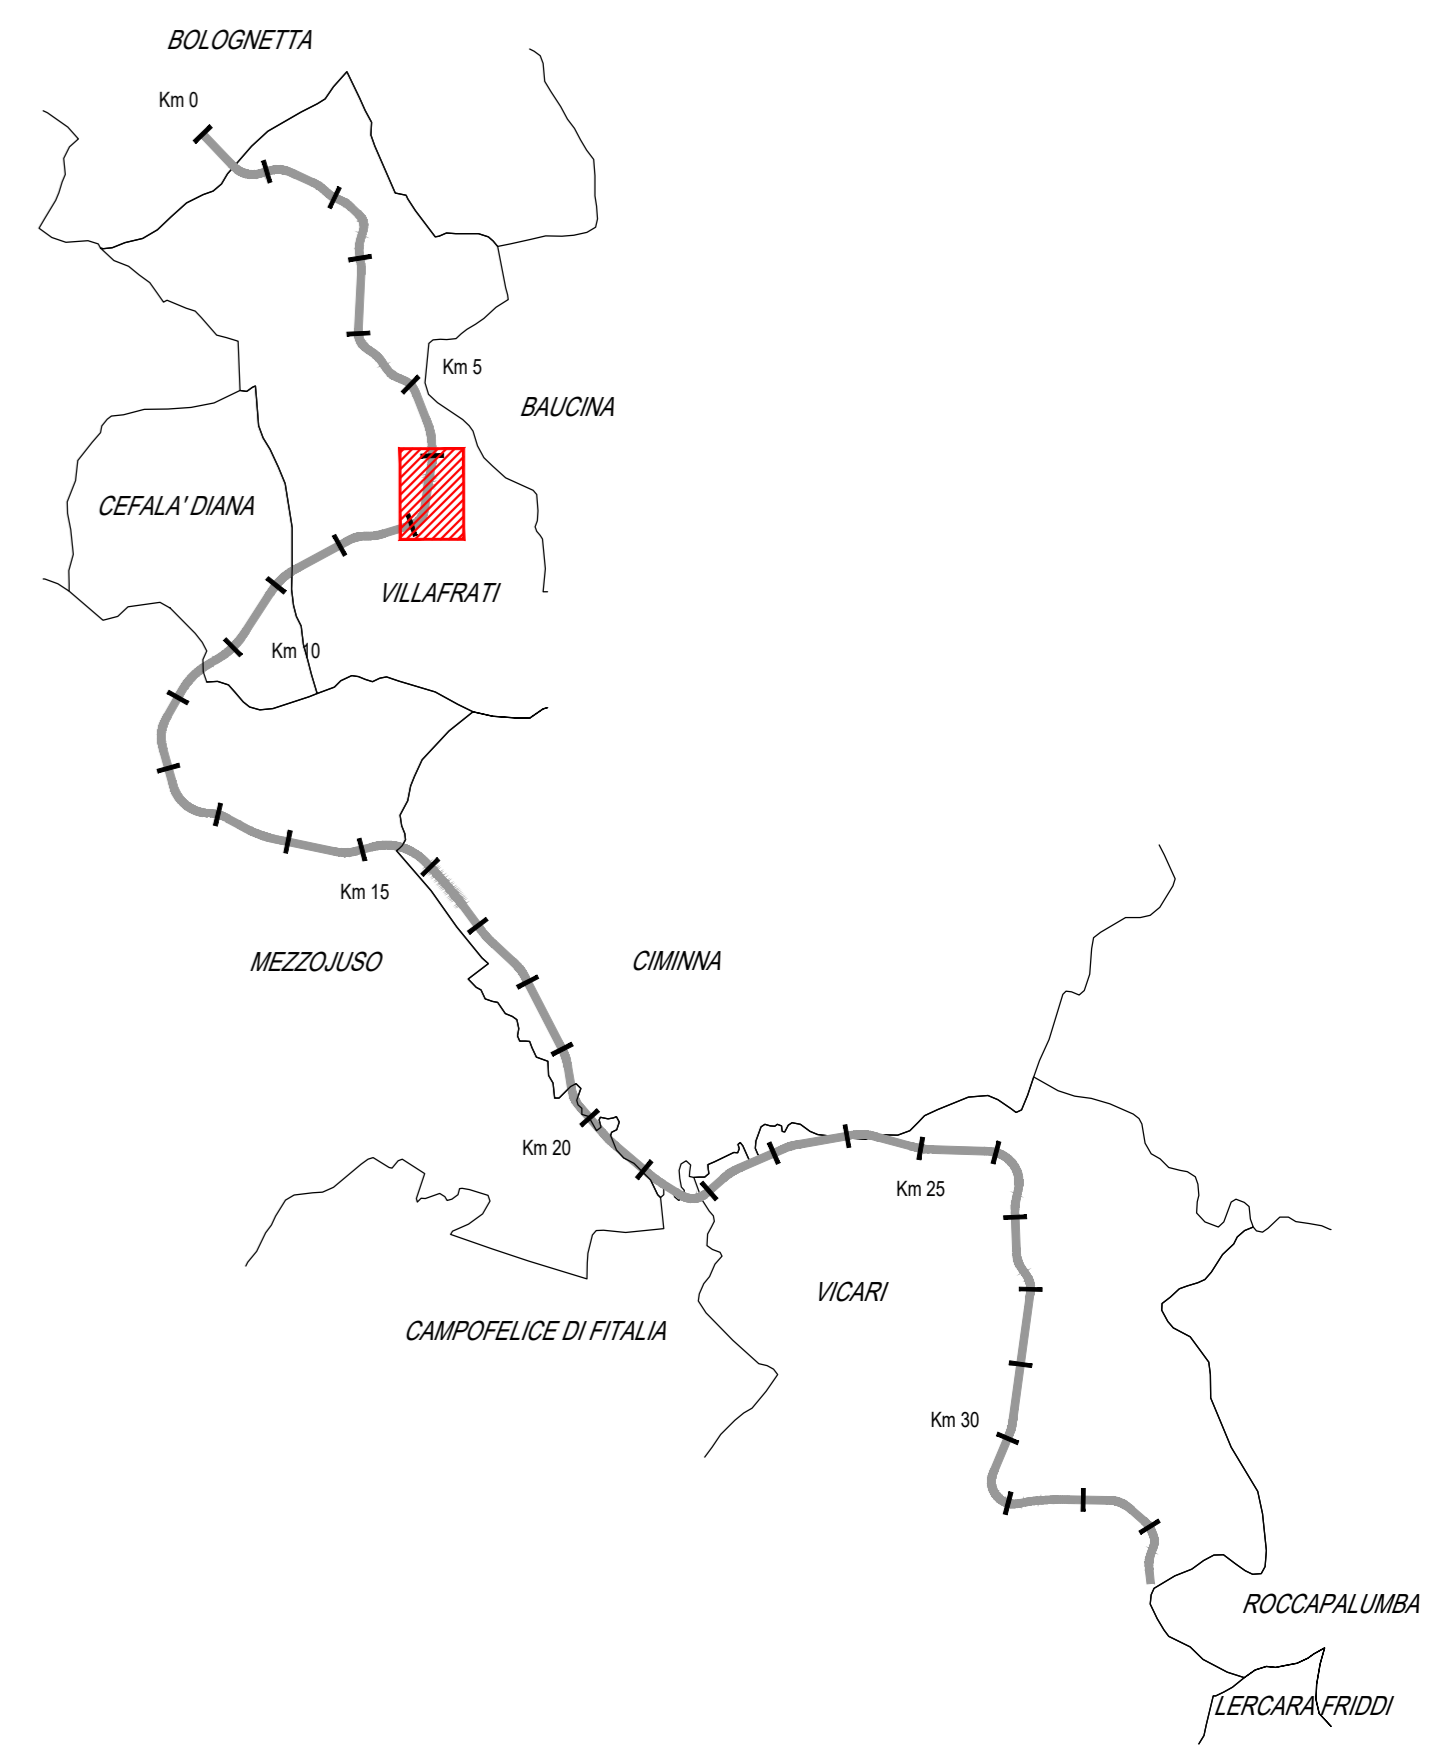 BOLOGNETTA
Km 0
Km 5
BAUCINA
CEFALA' DIANA
VILLAFRATI
Km 10
Km 15
MEZZOJUSO
CIMINNA
Km 20
Km 25
VICARI
CAMPOFELICE DI FITALIA
Km 30
ROCCAPALUMBA
LERCARA FRIDDI